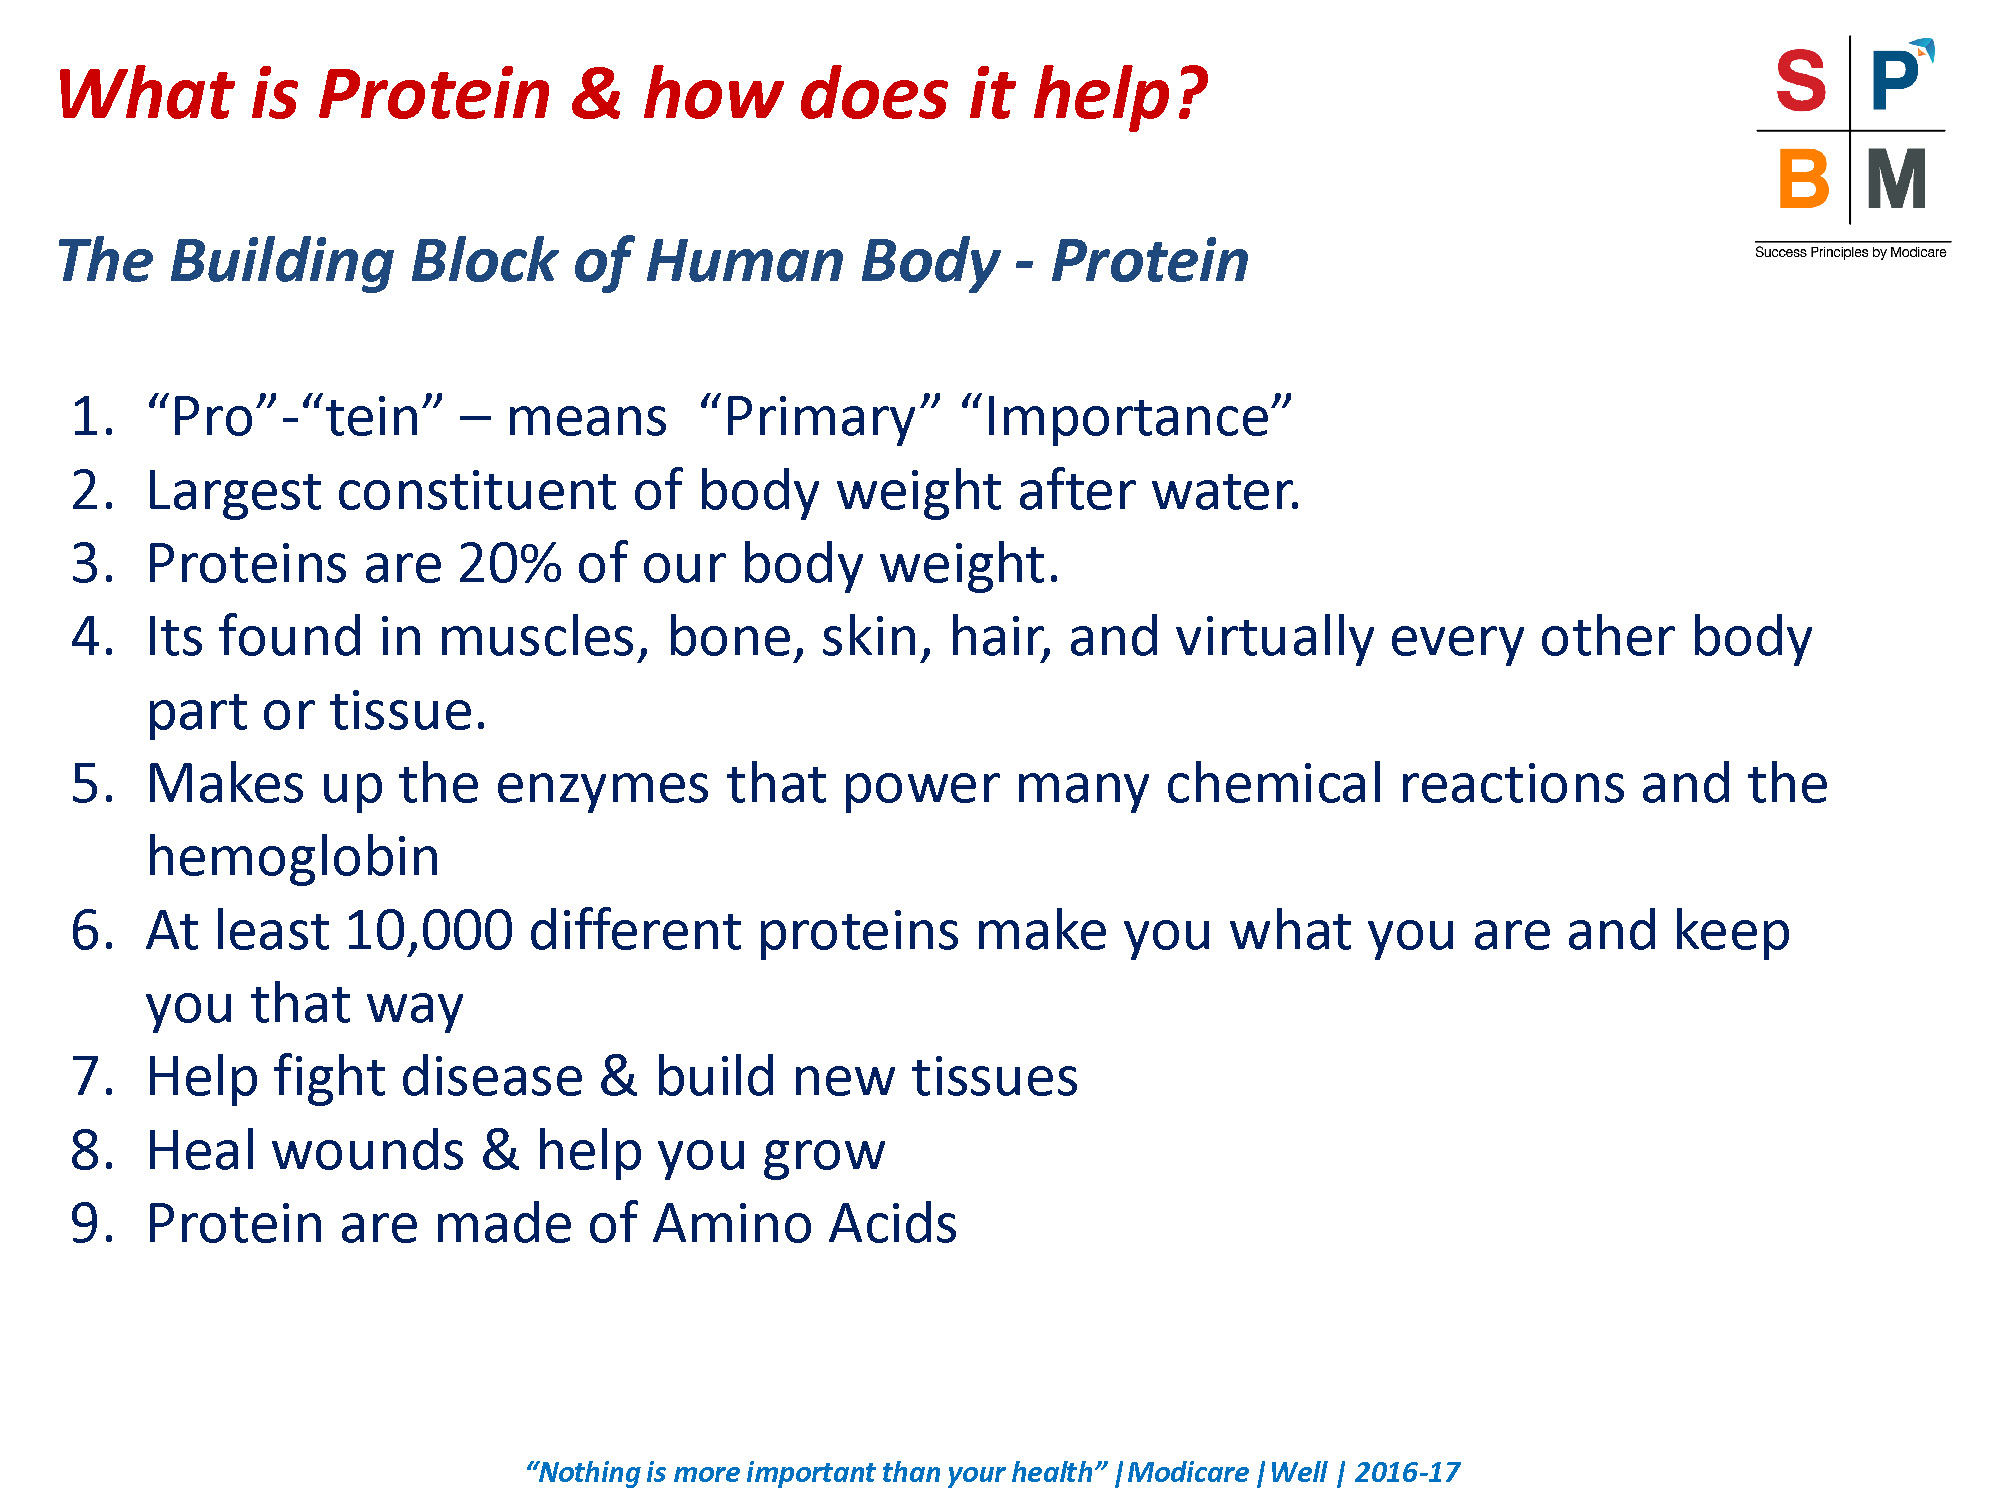 What is Protein & how does it help?
S P
B M
Success Principles by Modicare
The Building Block of Human Body - Protein
1. “Pro”-“tein” – means “Primary” “Importance”
2. Largest constituent of body weight after water.
3. Proteins are 20% of our body weight.
4. Its found in muscles, bone, skin, hair, and virtually every other body
part or tissue.
5. Makes up the enzymes that power many chemical reactions and the
hemoglobin
6. At least 10,000 different proteins make you what you are and keep
you that way
7. Help fight disease & build new tissues
8. Heal wounds & help you grow
9. Protein are made of Amino Acids
“Nothing is more important than your health” |Modicare |Well | 2016-17